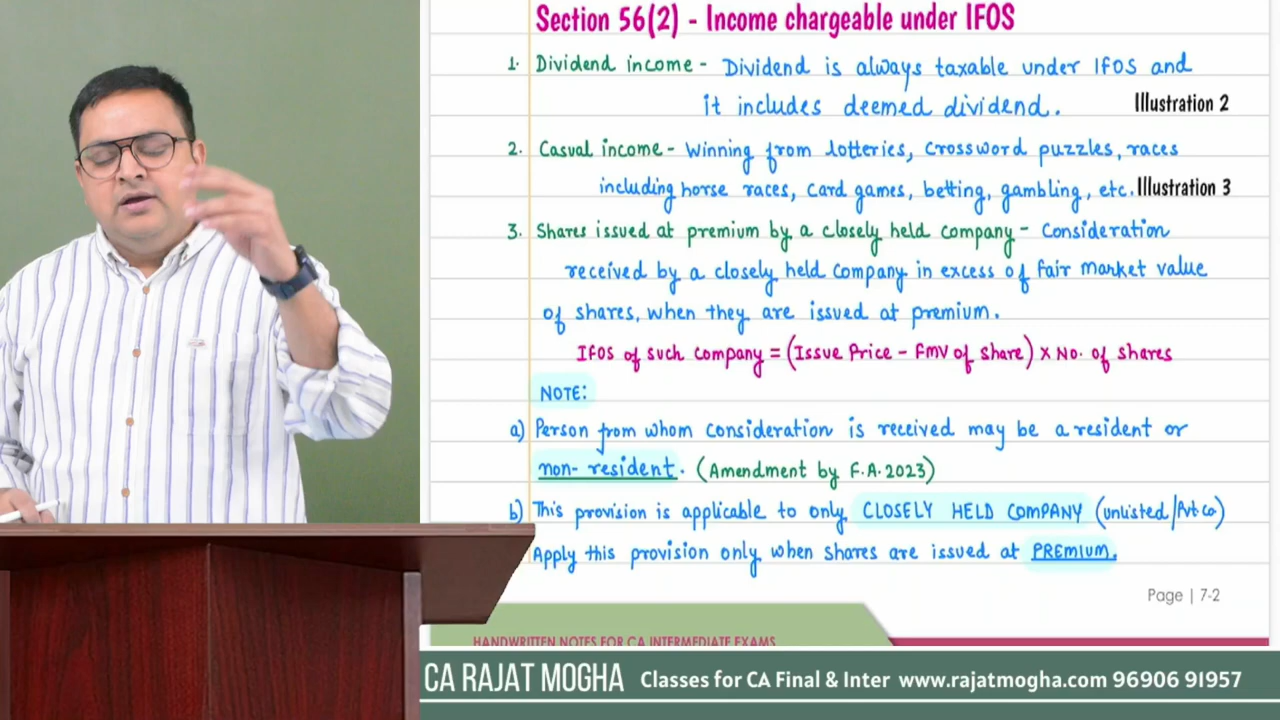 Section 56(2) - Income chargeable under IFOS
1. Dividend income - Dividend is always taxable under IFOS and
it includes deemed dividend. Illustration 2
2. Casual income - Winning from lotteries, crossword puzzles, races
including horse races, card games, betting, gambling, etc. Illustration 3
3. Shares issued at premium by a closely held company - Consideration
received by a closely held company in excess of fair market value
of shares, when they are issued at premium.
IFOS of such company = (Issue Price - FMV of share) x No. of shares
NOTE:
a) Person from whom consideration is received may be a resident or
non-resident. (Amendment by F.A. 2023)
b) This provision is applicable to only CLOSELY HELD COMPANY (unlisted/Pvt co)
Apply this provision only when shares are issued at PREMIUM.
Page | 7-2
HANDWRITTEN NOTES FOR CA INTERMEDIATE EXAMS
CA RAJAT MOGHA Classes for CA Final & Inter www.rajatmogha.com 96906 91957